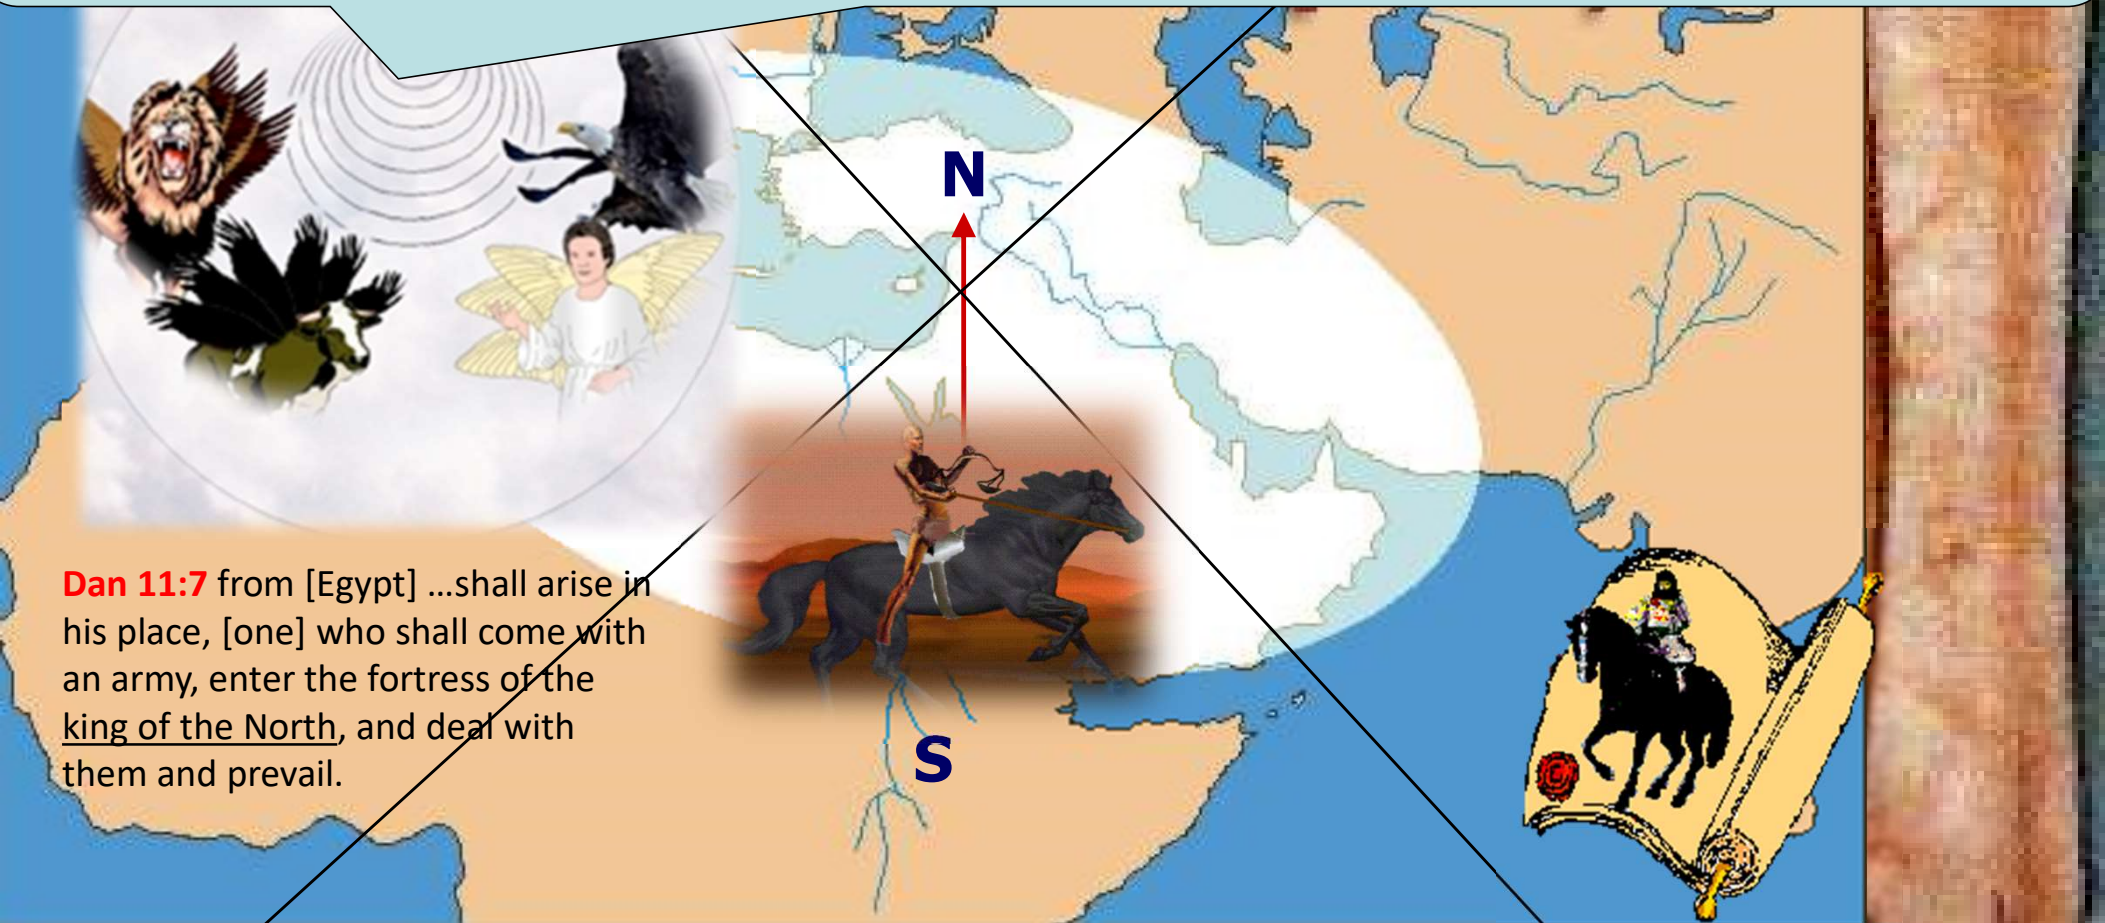 N
Dan 11:7 from [Egypt] ...shall arise in
his place, [one] who shall come with
an army, enter the fortress of the
king of the North, and deal with
them and prevail.
S